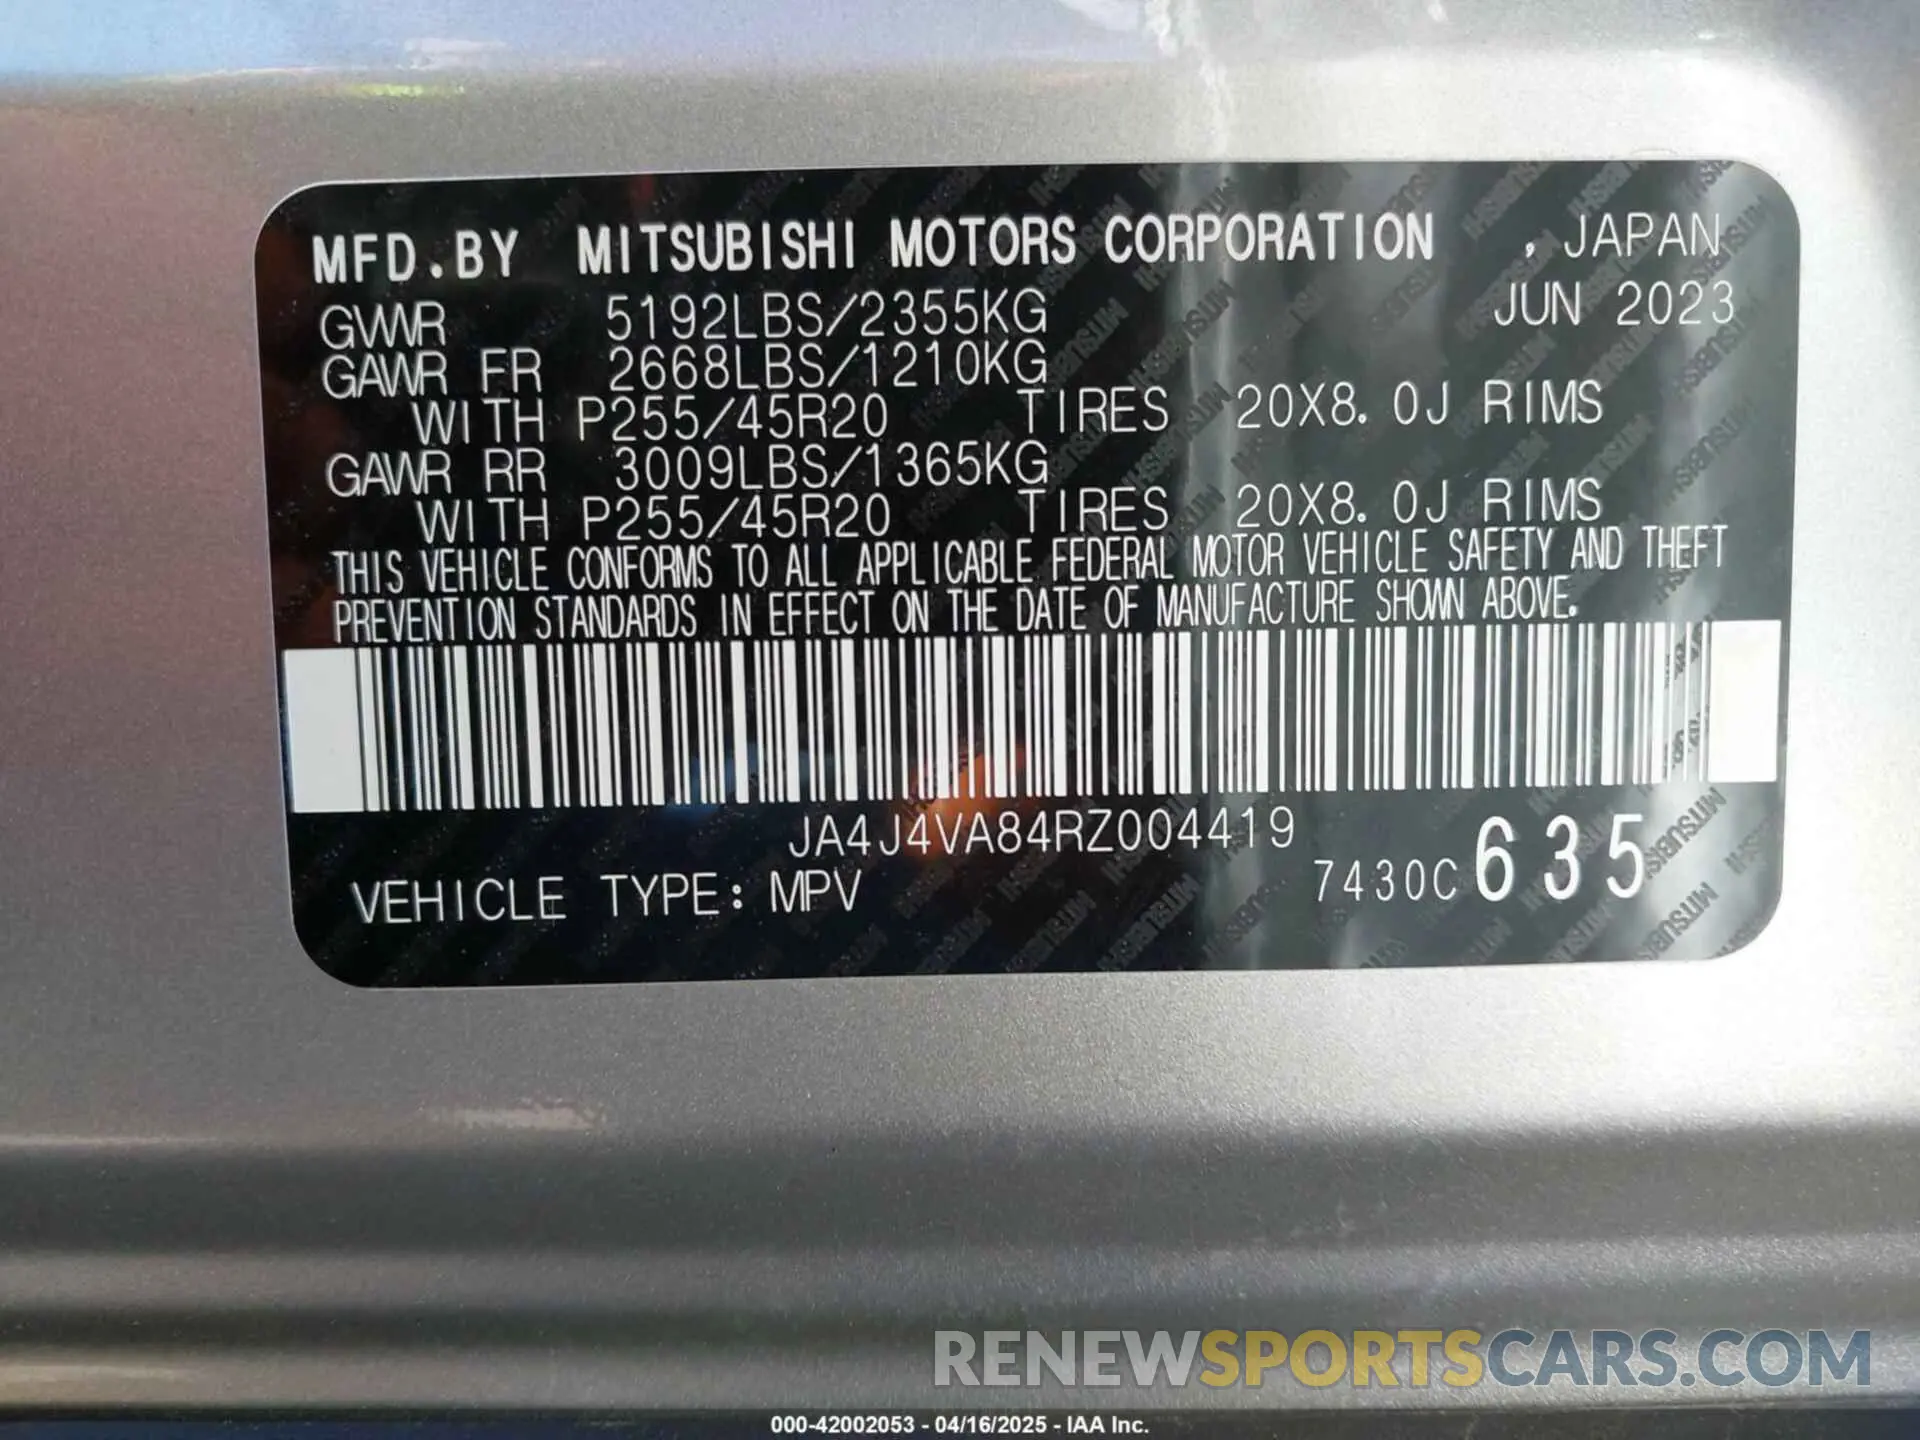 MFD.BY MITSUBISHI MOTORS CORPORATION , JAPAN
GVWR 5192LBS/2355KG JUN 2023
GAWR FR 2668LBS/1210KG
WITH P255/45R20 TIRES 20X8.0J RIMS
GAWR RR 3009LBS/1365KG
WITH P255/45R20 TIRES 20X8.0J RIMS
THIS VEHICLE CONFORMS TO ALL APPLICABLE FEDERAL MOTOR VEHICLE SAFETY AND THEFT
PREVENTION STANDARDS IN EFFECT ON THE DATE OF MANUFACTURE SHOWN ABOVE.
JA4J4VA84RZ004419
VEHICLE TYPE: MPV 7430C 635
RENEWSPORTSCARS.COM
000-42002053 - 04/16/2025 - IAA Inc.